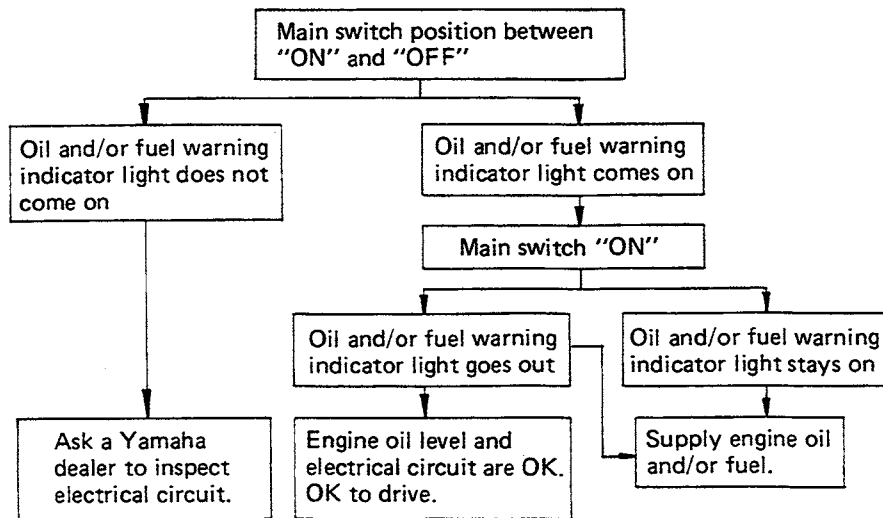 Main switch position between
"ON" and "OFF"
Oil and/or fuel warning
indicator light does not
come on
Oil and/or fuel warning
indicator light comes on
Main switch "ON"
Oil and/or fuel warning
indicator light goes out
Oil and/or fuel warning
indicator light stays on
Ask a Yamaha
dealer to inspect
electrical circuit.
Engine oil level and
electrical circuit are OK.
OK to drive.
Supply engine oil
and/or fuel.